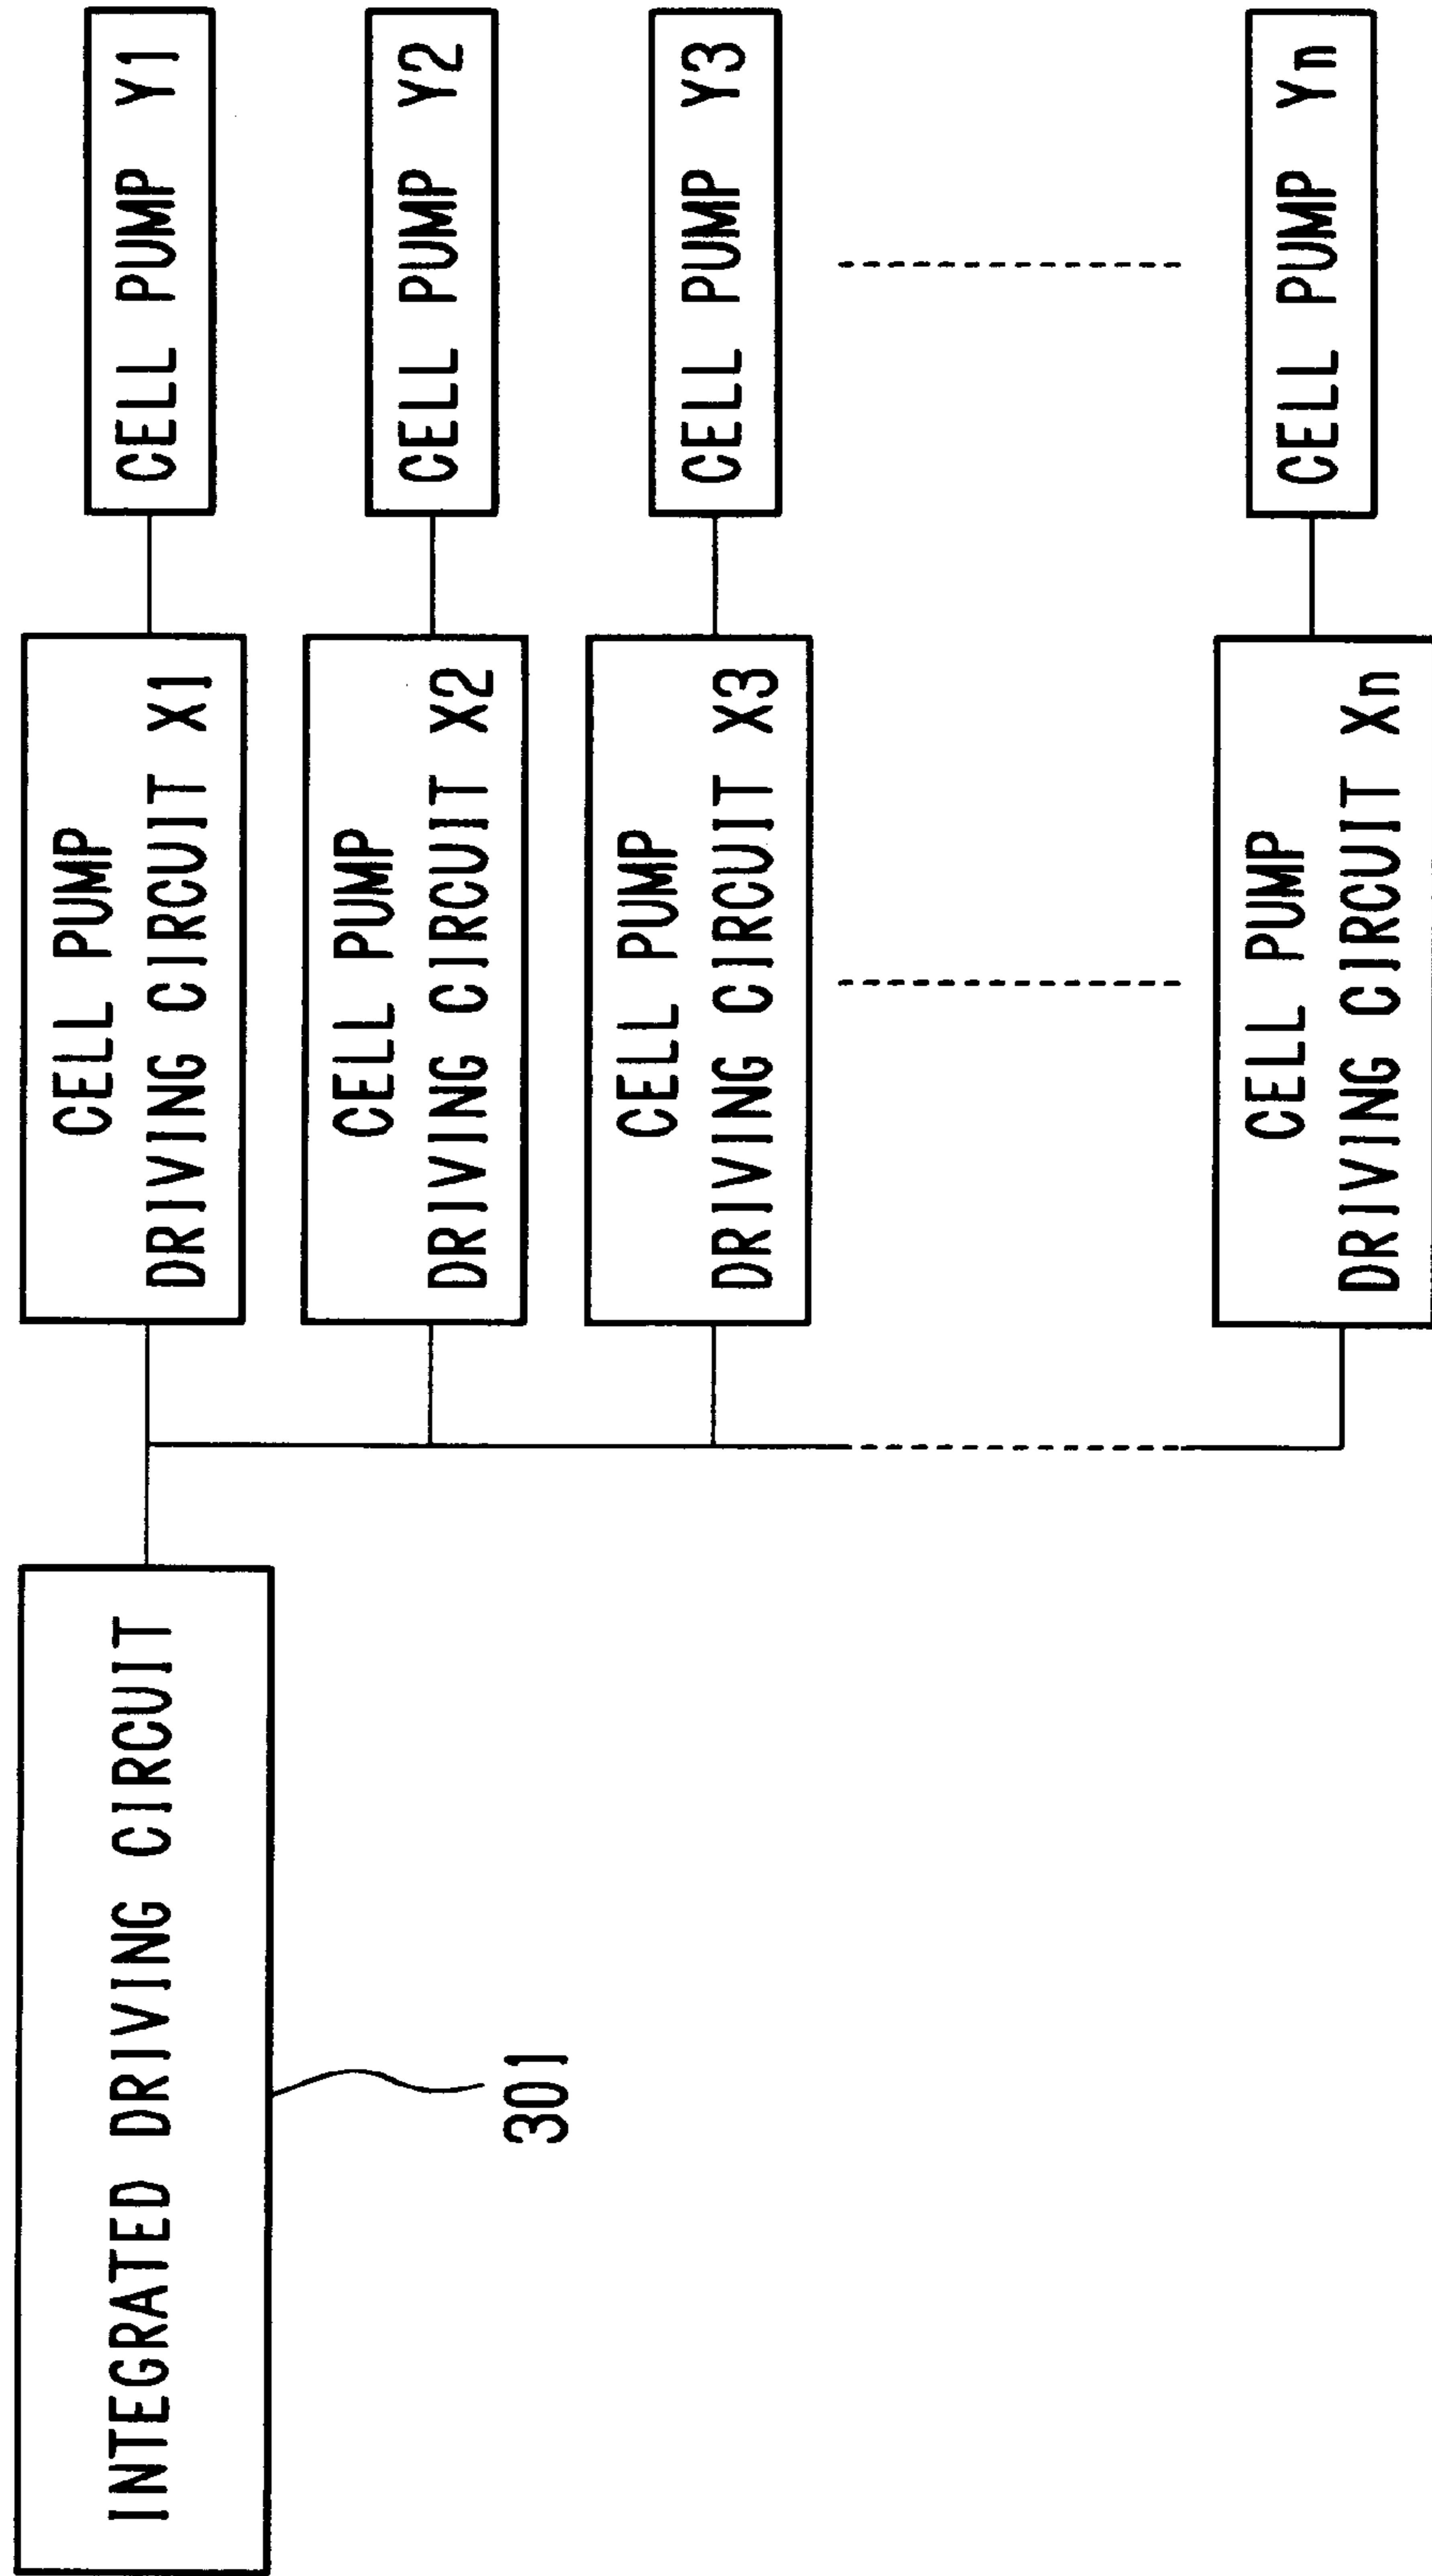 INTEGRATED DRIVING CIRCUIT
301
CELL PUMP
DRIVING CIRCUIT X1
CELL PUMP Y1
CELL PUMP
DRIVING CIRCUIT X2
CELL PUMP Y2
CELL PUMP
DRIVING CIRCUIT X3
CELL PUMP Y3
CELL PUMP
DRIVING CIRCUIT Xn
CELL PUMP Yn